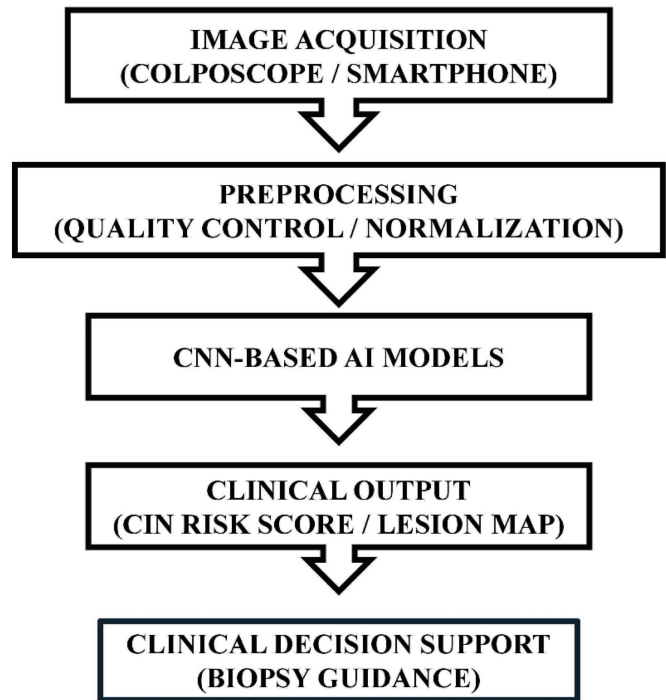 IMAGE ACQUISITION
(COLPOSCOPE / SMARTPHONE)
PREPROCESSING
(QUALITY CONTROL / NORMALIZATION)
CNN-BASED AI MODELS
CLINICAL OUTPUT
(CIN RISK SCORE / LESION MAP)
CLINICAL DECISION SUPPORT
(BIOPSY GUIDANCE)